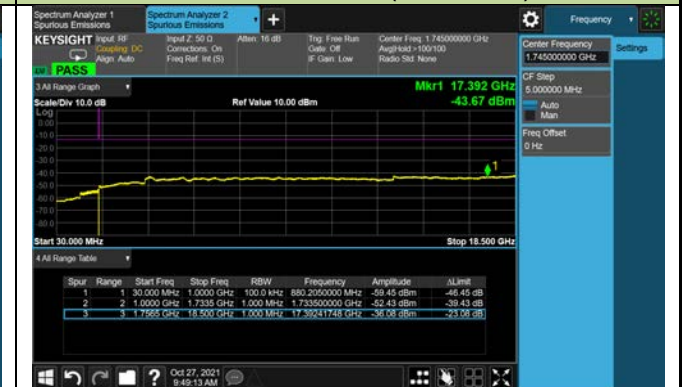 Spectrum Analyzer 1
Spurious Emissions
Spectrum Analyzer 2
Spurious Emissions
Frequency
KEYSIGHT
Input: RF
Coupling: DC
Align: Auto
Input Z: 50 Ω
Corrections: On
Freq Ref: Int (S)
Atten: 16 dB
Trig: Free Run
Gate: Off
IF Gain: Low
Center Freq: 1.745000000 GHz
Avg|Hold:>100/100
Radio Std: None
PASS
Center Frequency
1.745000000 GHz
Settings
CF Step
5.000000 MHz
Auto
Man
Freq Offset
0 Hz
3 All Range Graph
Mkr1 17.392 GHz
Scale/Div 10.0 dB
Ref Value 10.00 dBm
-43.67 dBm
Log
0.00
-10.0
-20.0
-30.0
-40.0
-50.0
-60.0
-70.0
-80.0
1
Start 30.000 MHz
Stop 18.500 GHz
4 All Range Table
Spur Range Start Freq Stop Freq RBW Frequency Amplitude ΔLimit
1 1 30.000 MHz 1.0000 GHz 100.0 kHz 880.2050000 MHz -59.45 dBm -46.45 dB
2 2 1.0000 GHz 1.7335 GHz 1.000 MHz 1.733500000 GHz -52.43 dBm -39.43 dB
3 3 1.7565 GHz 18.500 GHz 1.000 MHz 17.39241748 GHz -36.08 dBm -23.08 dB
Oct 27, 2021
9:49:13 AM